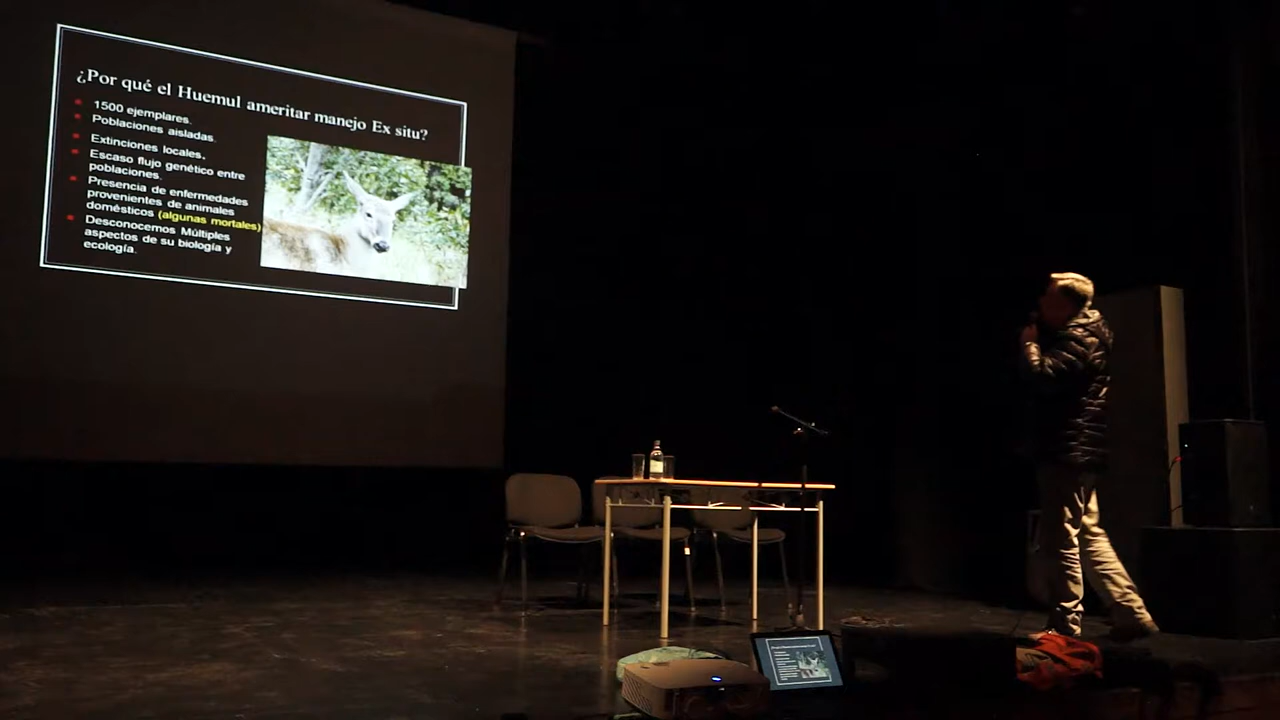 ¿Por qué el Huemul ameritar manejo Ex situ?
1500 ejemplares.
Poblaciones aisladas.
Extinciones locales.
Escaso flujo genético entre
poblaciones.
Presencia de enfermedades
provenientes de animales
domésticos (algunas mortales)
Desconocemos Múltiples
aspectos de su biología y
ecología.